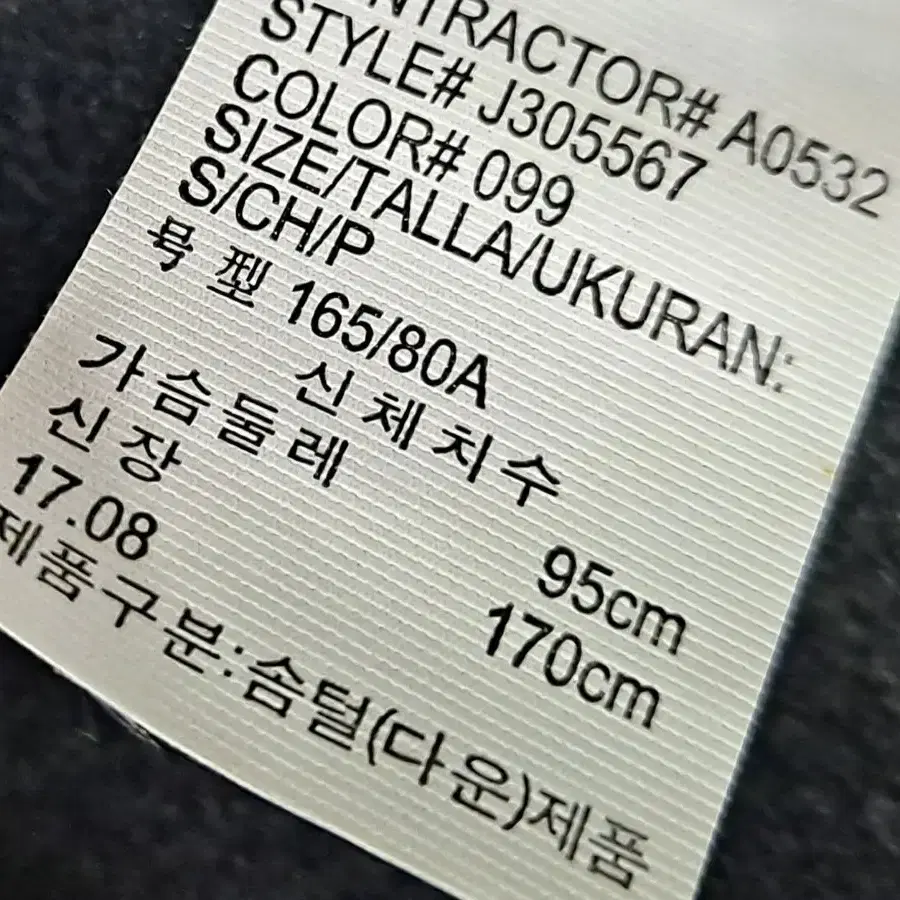 NTRACTOR# A0532
STYLE# J305567
COLOR# 099
SIZE/TALLA/UKURAN:
S/CH/P
号型 165/80A
신체치수
가슴둘레 95cm
신장 170cm
17.08
제품구분:솜털(다운)제품